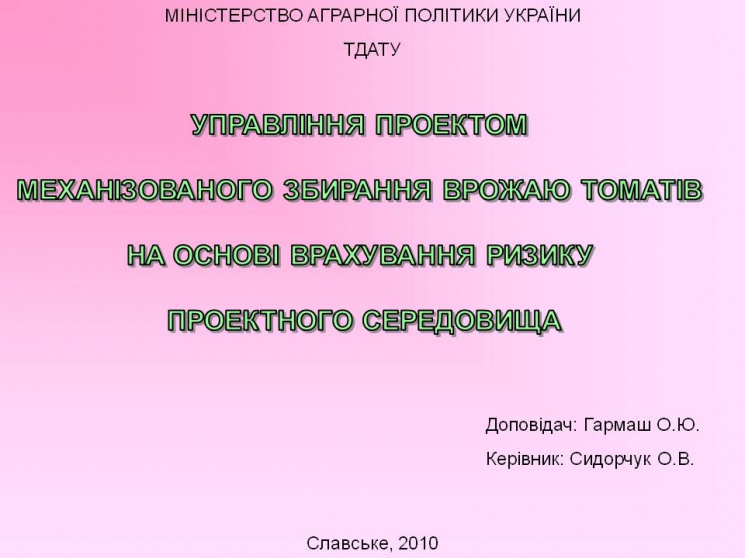 МІНІСТЕРСТВО АГРАРНОЇ ПОЛІТИКИ УКРАЇНИ
ТДАТУ
УПРАВЛІННЯ ПРОЕКТОМ
МЕХАНІЗОВАНОГО ЗБИРАННЯ ВРОЖАЮ ТОМАТІВ
НА ОСНОВІ ВРАХУВАННЯ РИЗИКУ
ПРОЕКТНОГО СЕРЕДОВИЩА
Доповідач: Гармаш О.Ю.
Керівник: Сидорчук О.В.
Славське, 2010